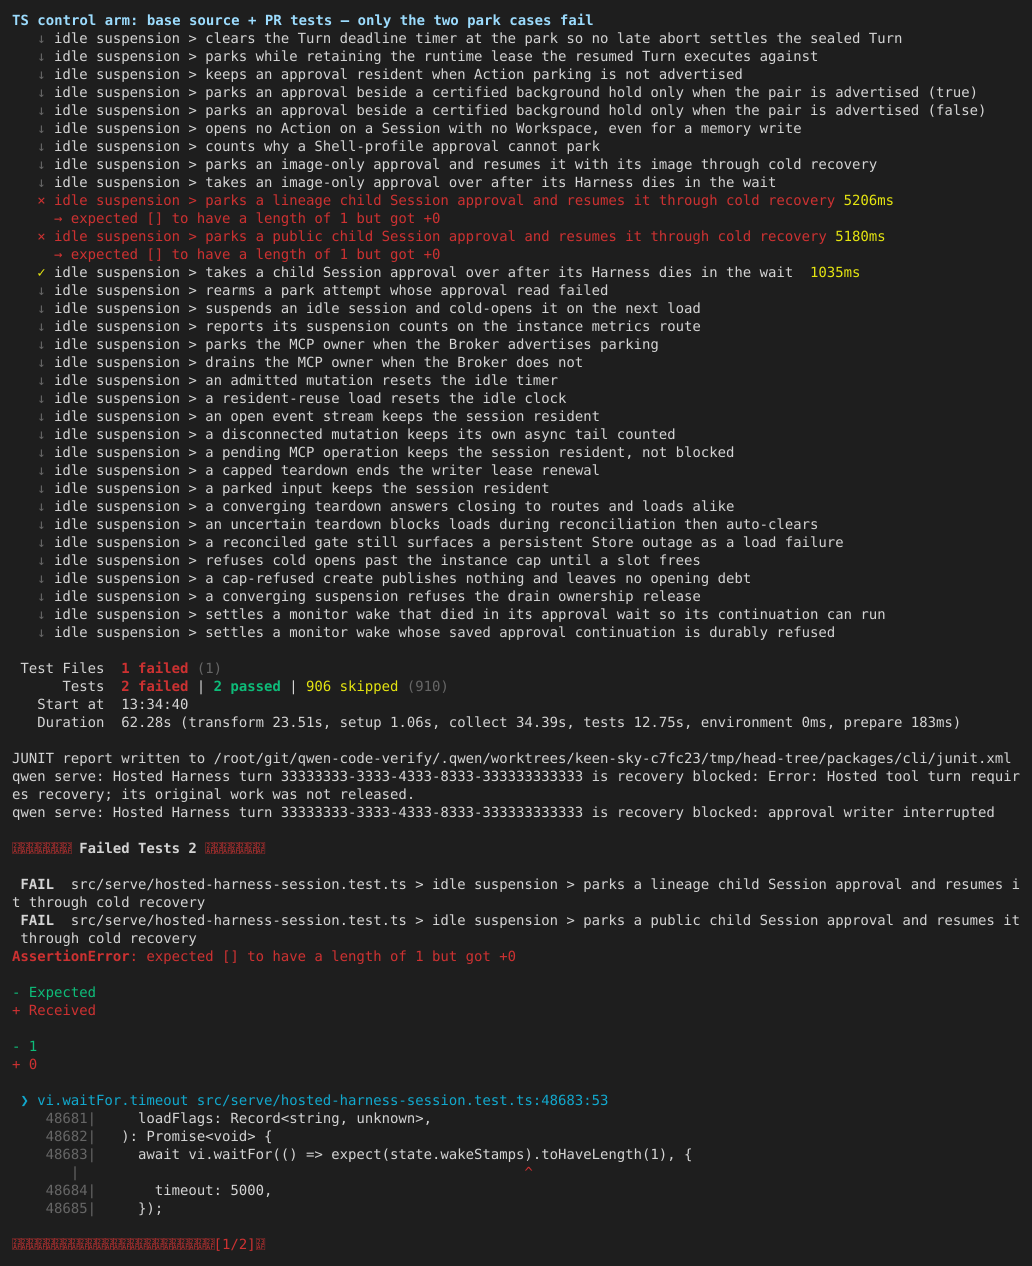 TS control arm: base source + PR tests — only the two park cases fail
↓ idle suspension > clears the Turn deadline timer at the park so no late abort settles the sealed Turn
↓ idle suspension > parks while retaining the runtime lease the resumed Turn executes against
↓ idle suspension > keeps an approval resident when Action parking is not advertised
↓ idle suspension > parks an approval beside a certified background hold only when the pair is advertised (true)
↓ idle suspension > parks an approval beside a certified background hold only when the pair is advertised (false)
↓ idle suspension > opens no Action on a Session with no Workspace, even for a memory write
↓ idle suspension > counts why a Shell-profile approval cannot park
↓ idle suspension > parks an image-only approval and resumes it with its image through cold recovery
↓ idle suspension > takes an image-only approval over after its Harness dies in the wait
× idle suspension > parks a lineage child Session approval and resumes it through cold recovery 5206ms
→ expected [] to have a length of 1 but got +0
× idle suspension > parks a public child Session approval and resumes it through cold recovery 5180ms
→ expected [] to have a length of 1 but got +0
✓ idle suspension > takes a child Session approval over after its Harness dies in the wait  1035ms
↓ idle suspension > rearms a park attempt whose approval read failed
↓ idle suspension > suspends an idle session and cold-opens it on the next load
↓ idle suspension > reports its suspension counts on the instance metrics route
↓ idle suspension > parks the MCP owner when the Broker advertises parking
↓ idle suspension > drains the MCP owner when the Broker does not
↓ idle suspension > an admitted mutation resets the idle timer
↓ idle suspension > a resident-reuse load resets the idle clock
↓ idle suspension > an open event stream keeps the session resident
↓ idle suspension > a disconnected mutation keeps its own async tail counted
↓ idle suspension > a pending MCP operation keeps the session resident, not blocked
↓ idle suspension > a capped teardown ends the writer lease renewal
↓ idle suspension > a parked input keeps the session resident
↓ idle suspension > a converging teardown answers closing to routes and loads alike
↓ idle suspension > an uncertain teardown blocks loads during reconciliation then auto-clears
↓ idle suspension > a reconciled gate still surfaces a persistent Store outage as a load failure
↓ idle suspension > refuses cold opens past the instance cap until a slot frees
↓ idle suspension > a cap-refused create publishes nothing and leaves no opening debt
↓ idle suspension > a converging suspension refuses the drain ownership release
↓ idle suspension > settles a monitor wake that died in its approval wait so its continuation can run
↓ idle suspension > settles a monitor wake whose saved approval continuation is durably refused
Test Files  1 failed (1)
Tests  2 failed | 2 passed | 906 skipped (910)
Start at  13:34:40
Duration  62.28s (transform 23.51s, setup 1.06s, collect 34.39s, tests 12.75s, environment 0ms, prepare 183ms)
JUNIT report written to /root/git/qwen-code-verify/.qwen/worktrees/keen-sky-c7fc23/tmp/head-tree/packages/cli/junit.xml
qwen serve: Hosted Harness turn 33333333-3333-4333-8333-333333333333 is recovery blocked: Error: Hosted tool turn requir
es recovery; its original work was not released.
qwen serve: Hosted Harness turn 33333333-3333-4333-8333-333333333333 is recovery blocked: approval writer interrupted
Failed Tests 2
FAIL  src/serve/hosted-harness-session.test.ts > idle suspension > parks a lineage child Session approval and resumes i
t through cold recovery
FAIL  src/serve/hosted-harness-session.test.ts > idle suspension > parks a public child Session approval and resumes it
through cold recovery
AssertionError: expected [] to have a length of 1 but got +0
- Expected
+ Received
- 1
+ 0
❯ vi.waitFor.timeout src/serve/hosted-harness-session.test.ts:48683:53
48681|     loadFlags: Record<string, unknown>,
48682|   ): Promise<void> {
48683|     await vi.waitFor(() => expect(state.wakeStamps).toHaveLength(1), {
|                                                     ^
48684|       timeout: 5000,
48685|     });
[1/2]